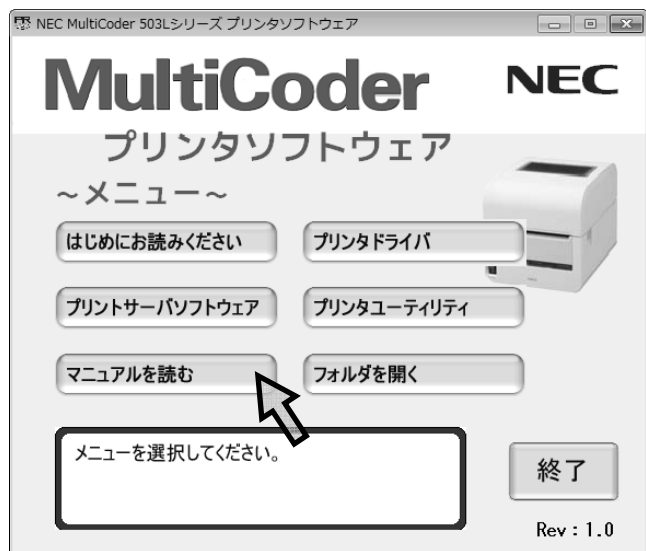 NEC MultiCoder 503Lシリーズ プリンタソフトウェア
MultiCoder NEC
プリンタソフトウェア
~メニュー~
はじめにお読みください プリンタドライバ
プリントサーバソフトウェア プリンタユーティリティ
マニュアルを読む フォルダを開く
メニューを選択してください。
終了
Rev : 1.0